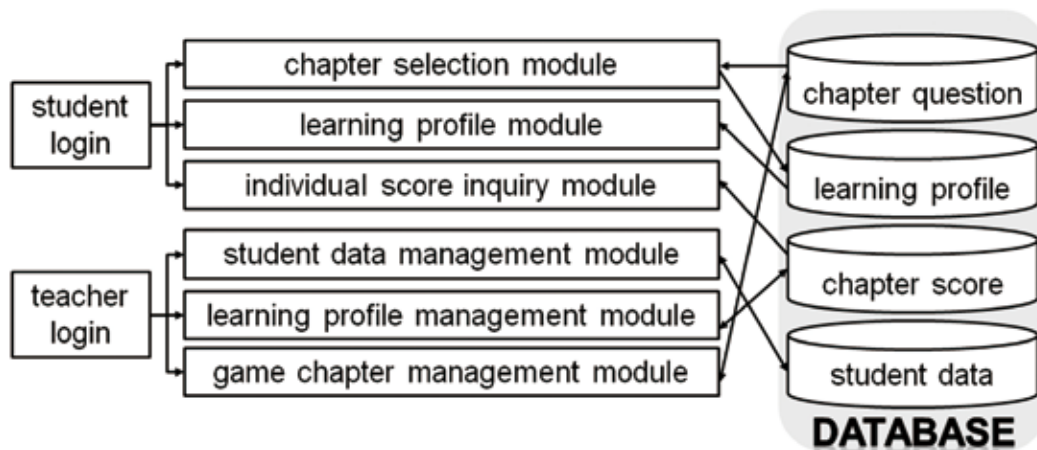 student
login
chapter selection module
learning profile module
individual score inquiry module
teacher
login
student data management module
learning profile management module
game chapter management module
chapter question
learning profile
chapter score
student data
DATABASE